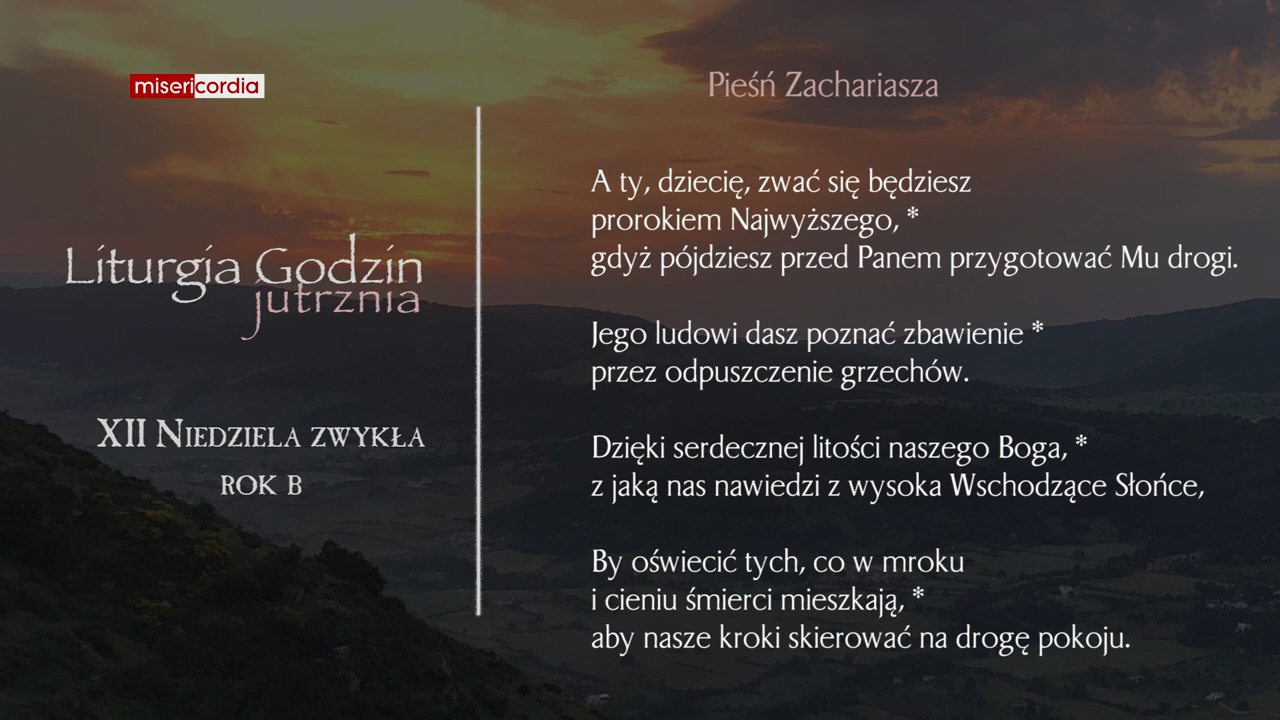 misericordia
Liturgia Godzin
jutrznia
XII Niedziela zwykła
rok B
Pieśń Zachariasza
A ty, dziecię, zwać się będziesz
prorokiem Najwyższego, *
gdyż pójdziesz przed Panem przygotować Mu drogi.
Jego ludowi dasz poznać zbawienie *
przez odpuszczenie grzechów.
Dzięki serdecznej litości naszego Boga, *
z jaką nas nawiedzi z wysoka Wschodzące Słońce,
By oświecić tych, co w mroku
i cieniu śmierci mieszkają, *
aby nasze kroki skierować na drogę pokoju.